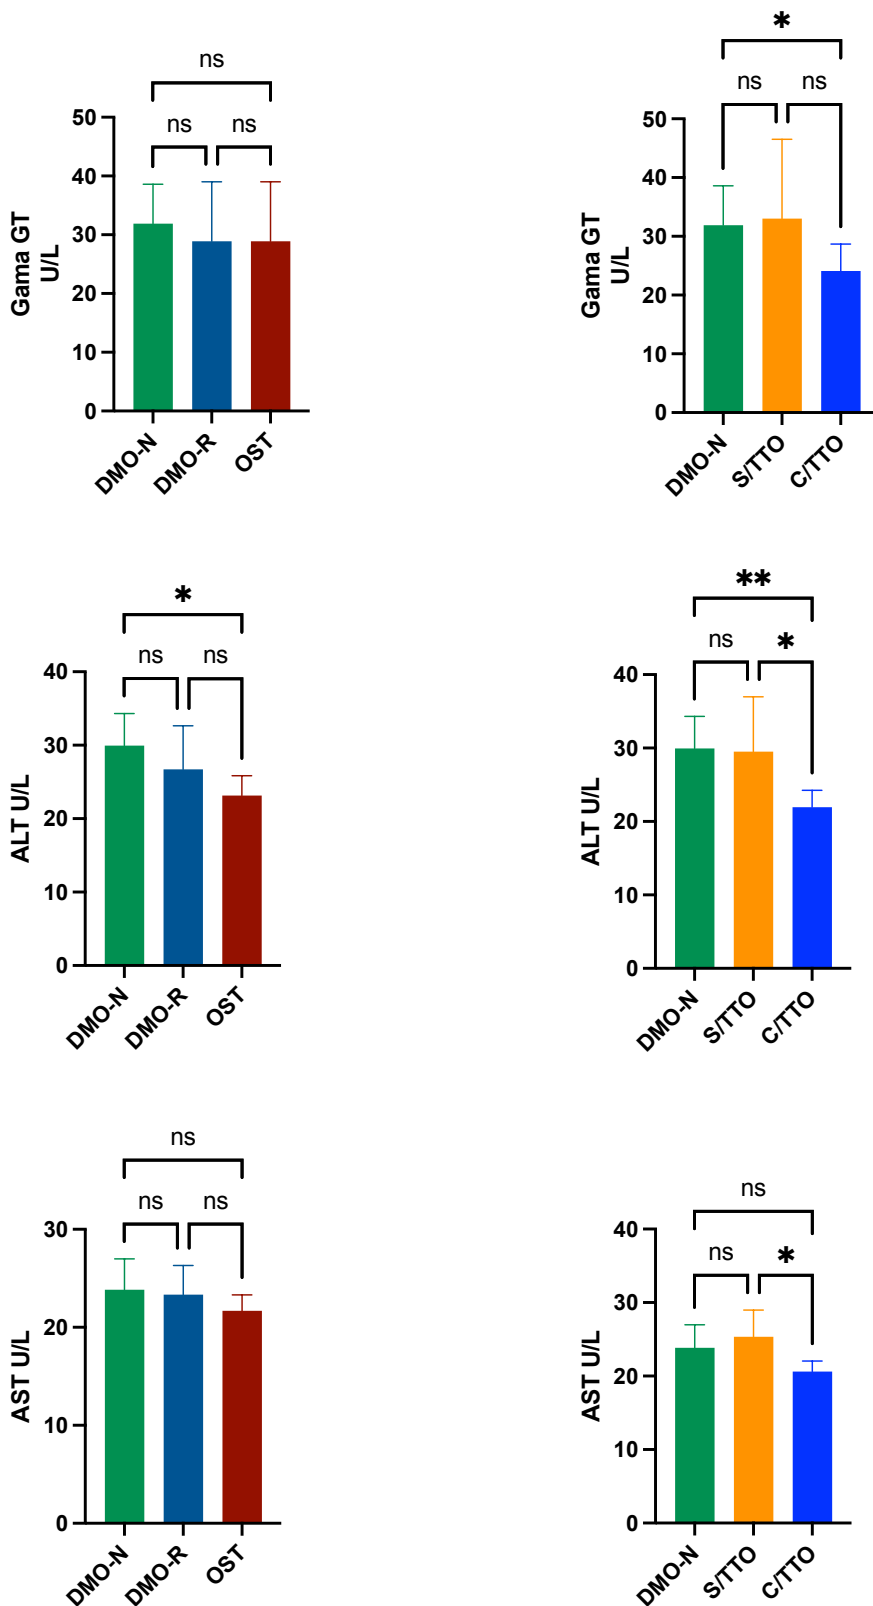 ns
ns
ns
50
40
30
20
10
0
Gama GT
U/L
DMO-N
DMO-R
OST
*
ns
ns
50
40
30
20
10
0
Gama GT
U/L
DMO-N
S/TTO
C/TTO
*
ns
ns
40
30
20
10
0
ALT U/L
DMO-N
DMO-R
OST
**
ns
*
40
30
20
10
0
ALT U/L
DMO-N
S/TTO
C/TTO
ns
ns
ns
30
20
10
0
AST U/L
DMO-N
DMO-R
OST
ns
ns
*
40
30
20
10
0
AST U/L
DMO-N
S/TTO
C/TTO